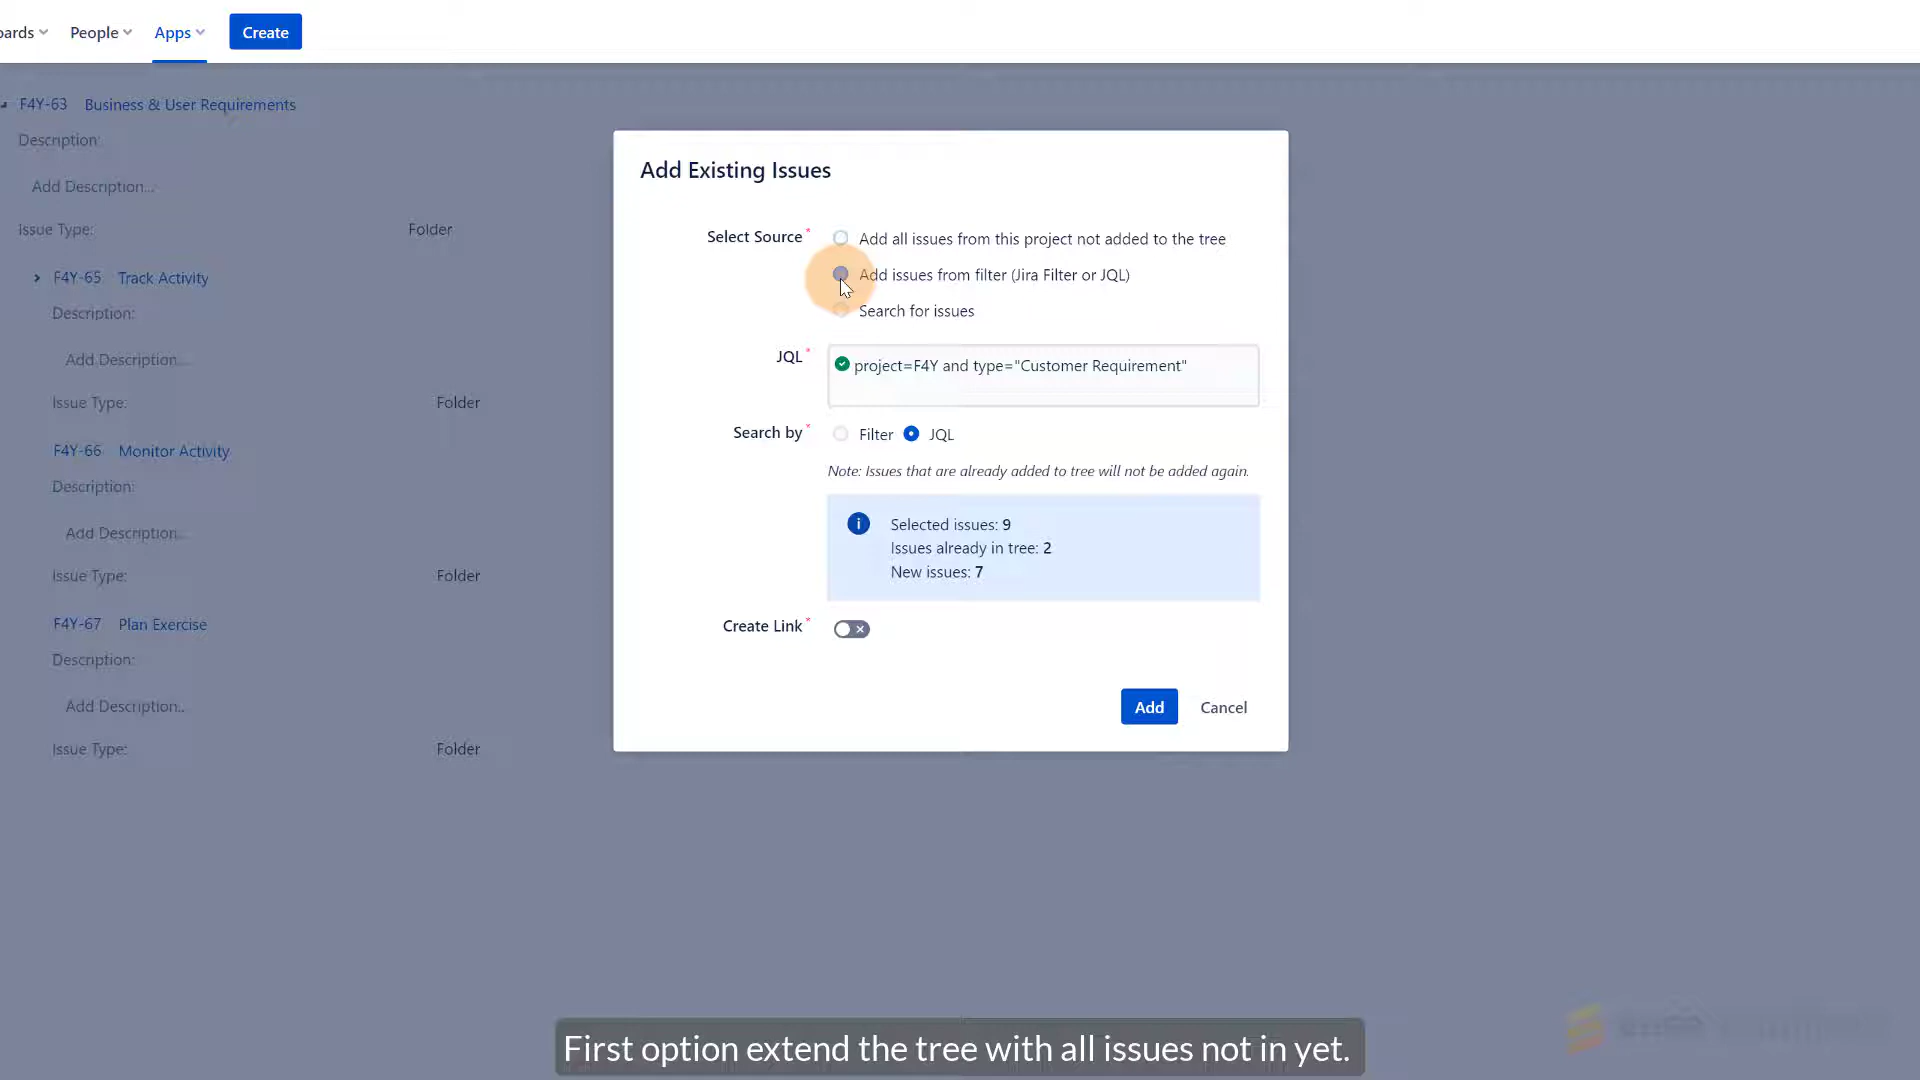 oards People Apps Create
F4Y-63 Business & User Requirements
Description:
Add Description...
Issue Type: Folder
F4Y-65 Track Activity
Description:
Add Description...
Issue Type: Folder
F4Y-66 Monitor Activity
Description:
Add Description...
Issue Type: Folder
F4Y-67 Plan Exercise
Description:
Add Description...
Issue Type: Folder
Add Existing Issues
Select Source * Add all issues from this project not added to the tree
Add issues from filter (Jira Filter or JQL)
Search for issues
JQL * project=F4Y and type="Customer Requirement"
Search by * Filter JQL
Note: Issues that are already added to tree will not be added again.
Selected issues: 9
Issues already in tree: 2
New issues: 7
Create Link *
Add Cancel
First option extend the tree with all issues not in yet.